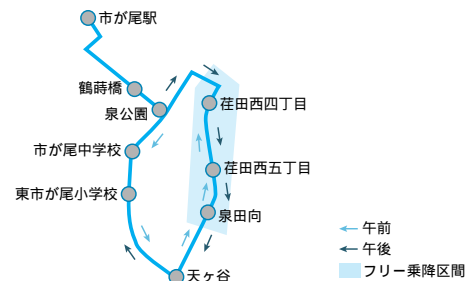 市が尾駅
鶴蒔橋
泉公園
荏田西四丁目
市が尾中学校
荏田西五丁目
東市が尾小学校
泉田向
天ヶ谷
午前
午後
フリー乗降区間